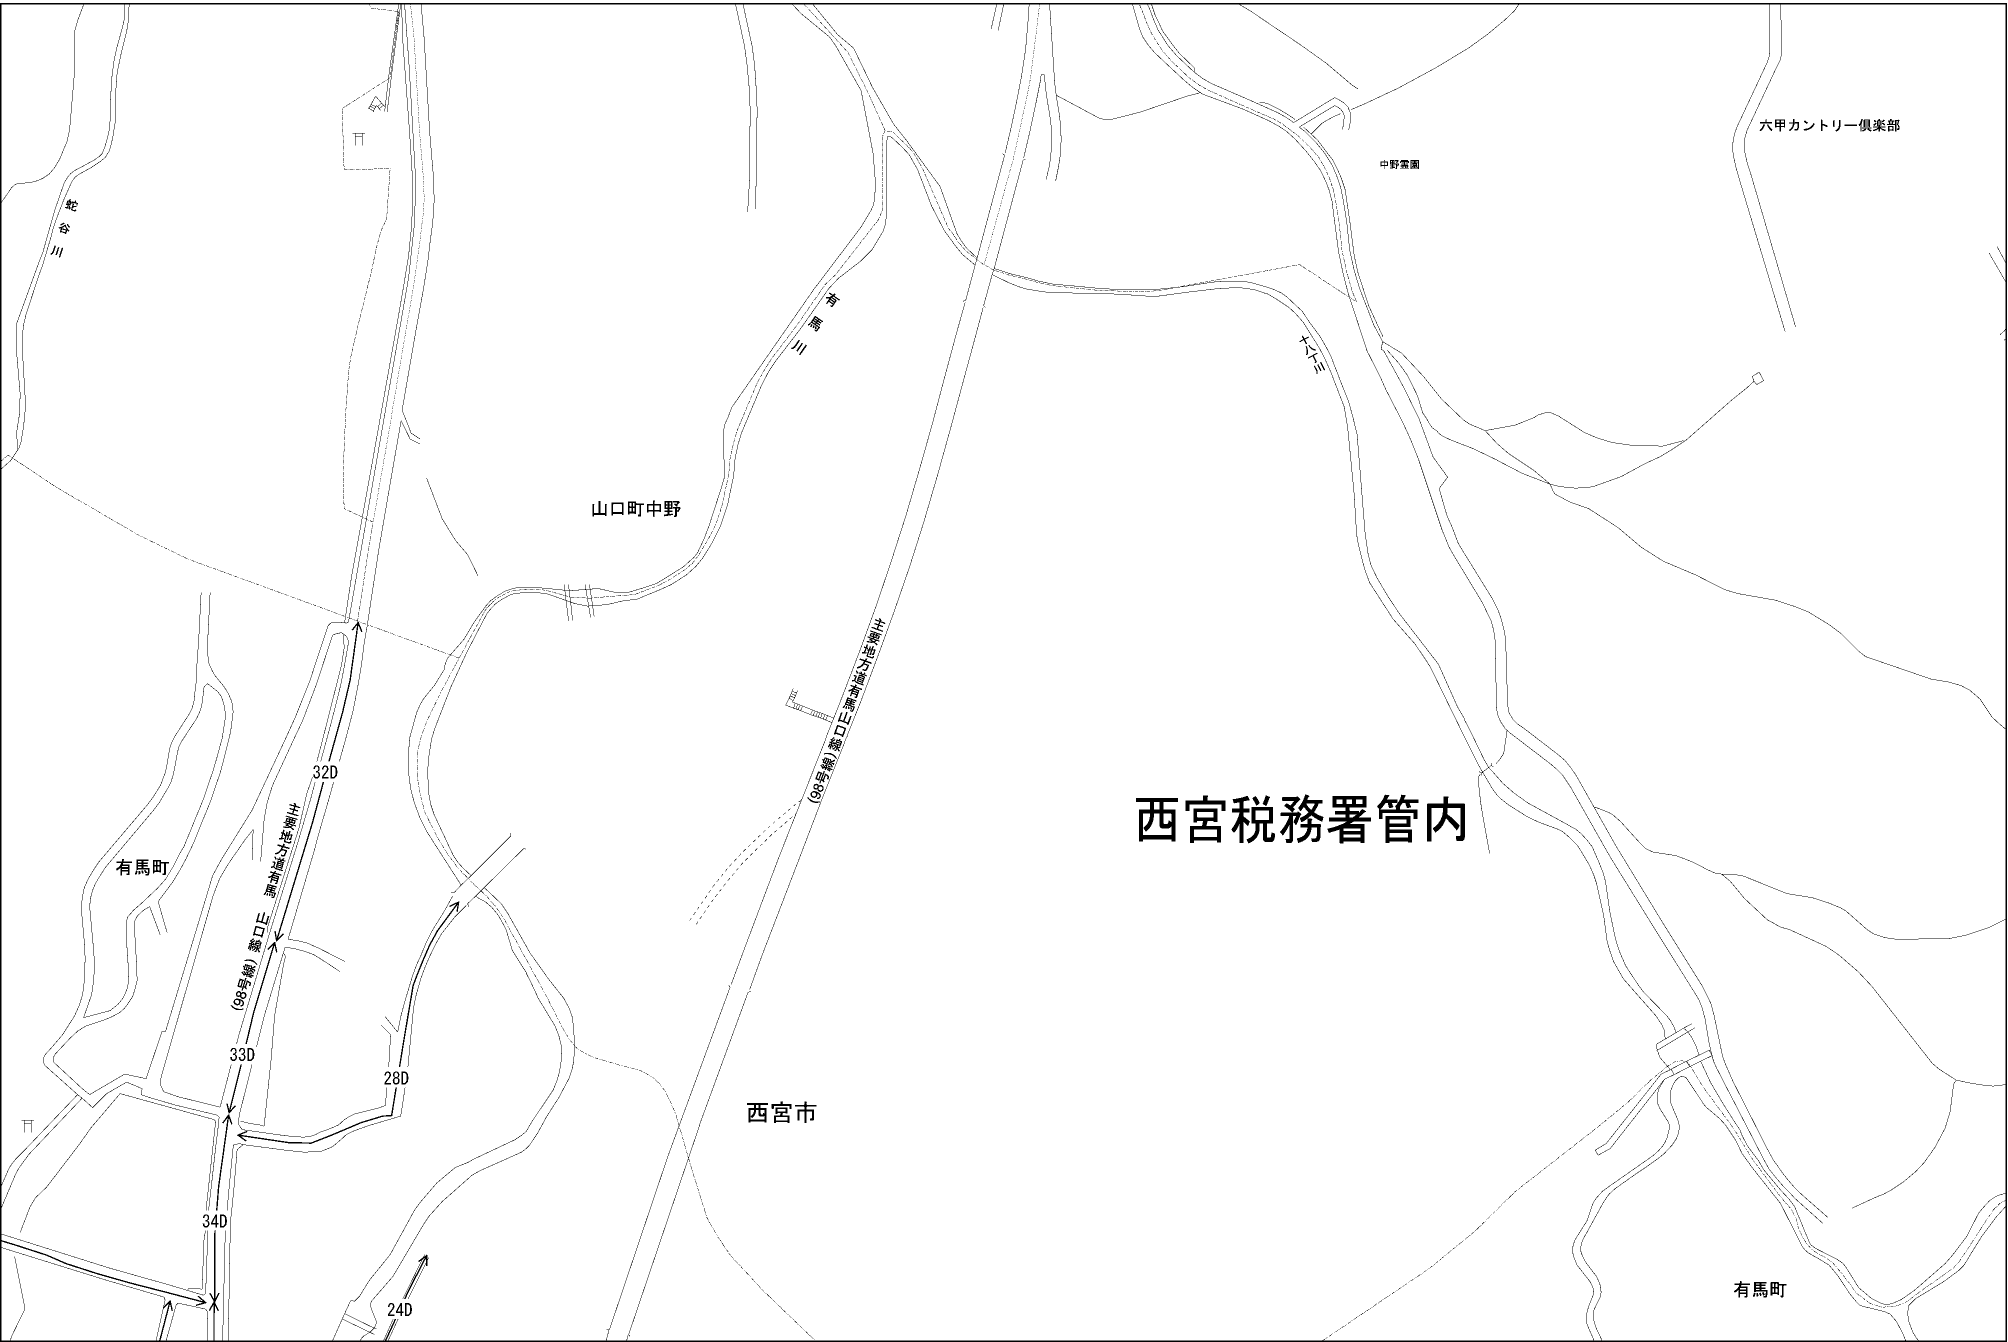 六甲カントリー倶楽部
中野霊園
蛇谷川
有馬川
十八丁川
山口町中野
主要地方道有馬山口線
(98号線)
32D
西宮税務署管内
主要地方道有馬 山口線
(98号線)
有馬町
33D
28D
西宮市
34D
24D
有馬町